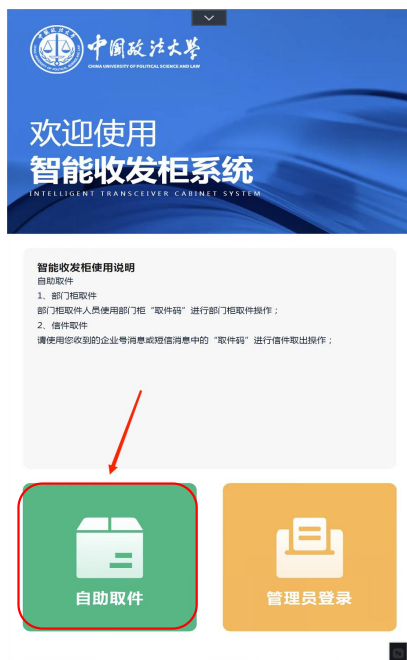 中国政法大学
CHINA UNIVERSITY OF POLITICAL SCIENCE AND LAW
欢迎使用
智能收发柜系统
INTELLIGENT TRANSCEIVER CABINET SYSTEM
智能收发柜使用说明
自助取件
1、部门柜取件
部门柜取件人员使用部门柜“取件码”进行部门柜取件操作；
2、信件取件
请使用您收到的企业号消息或短信消息中的“取件码”进行信件取出操作；
自助取件
管理员登录